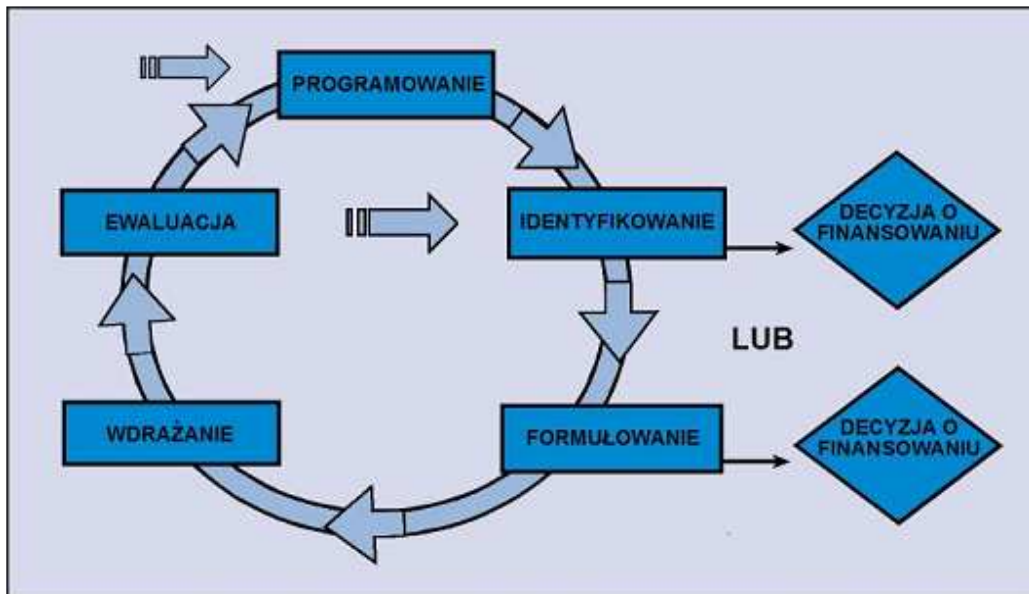 PROGRAMOWANIE
EWALUACJA
IDENTYFIKOWANIE
DECYZJA O
FINANSOWANIU
LUB
WDRAŻANIE
FORMUŁOWANIE
DECYZJA O
FINANSOWANIU